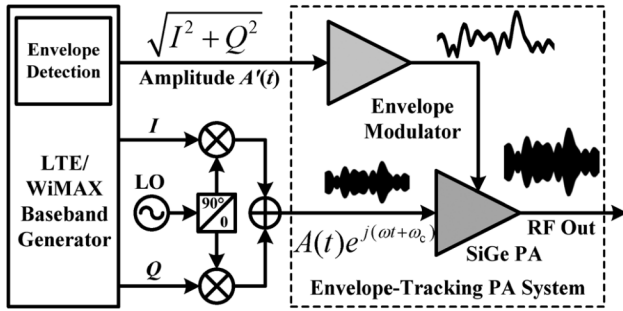 Envelope
Detection
LTE/
WiMAX
Baseband
Generator
√I² + Q²
Amplitude A'(t)
I
LO
90°
0
Q
Envelope
Modulator
A(t)e^j(ωt+ω_c)
SiGe PA
RF Out
Envelope-Tracking PA System